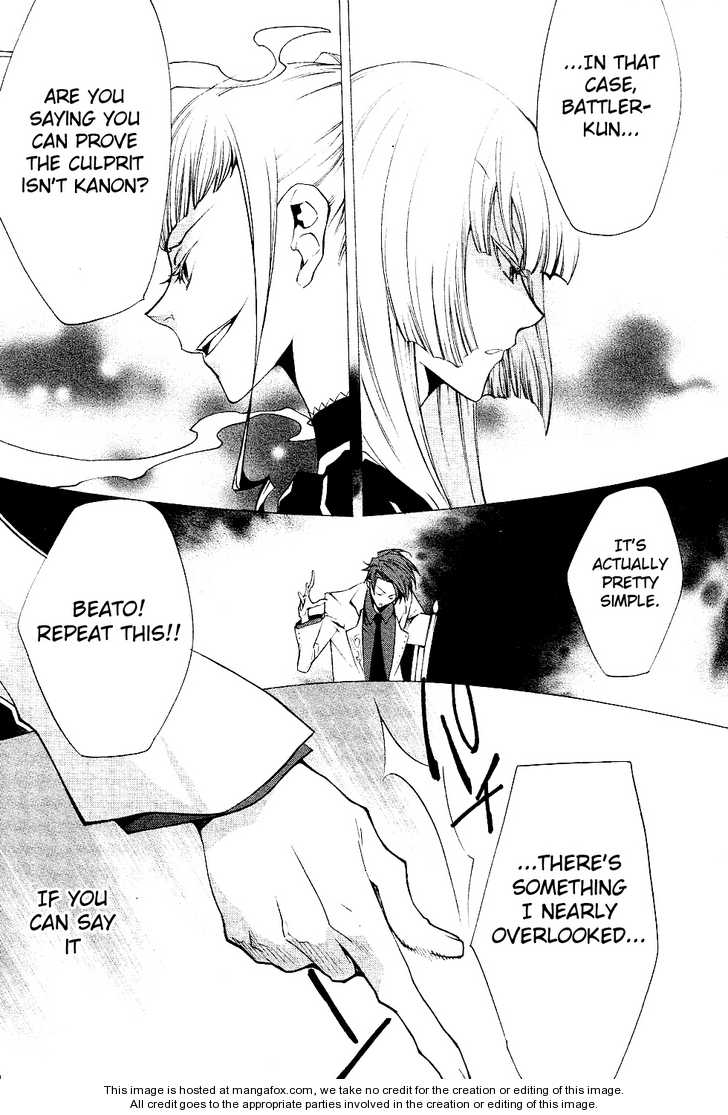 ...IN THAT
CASE,
BATTLER-
KUN...
ARE YOU
SAYING YOU
CAN PROVE
THE CULPRIT
ISN'T KANON?
IT'S
ACTUALLY
PRETTY
SIMPLE.
BEATO!
REPEAT THIS!!
...THERE'S
SOMETHING
I NEARLY
OVERLOOKED...
IF YOU
CAN SAY
IT
This image is hosted at mangafox.com, we take no credit for the creation or editing of this image.
All credit goes to the appropriate parties involved in the creation or editing of this image.